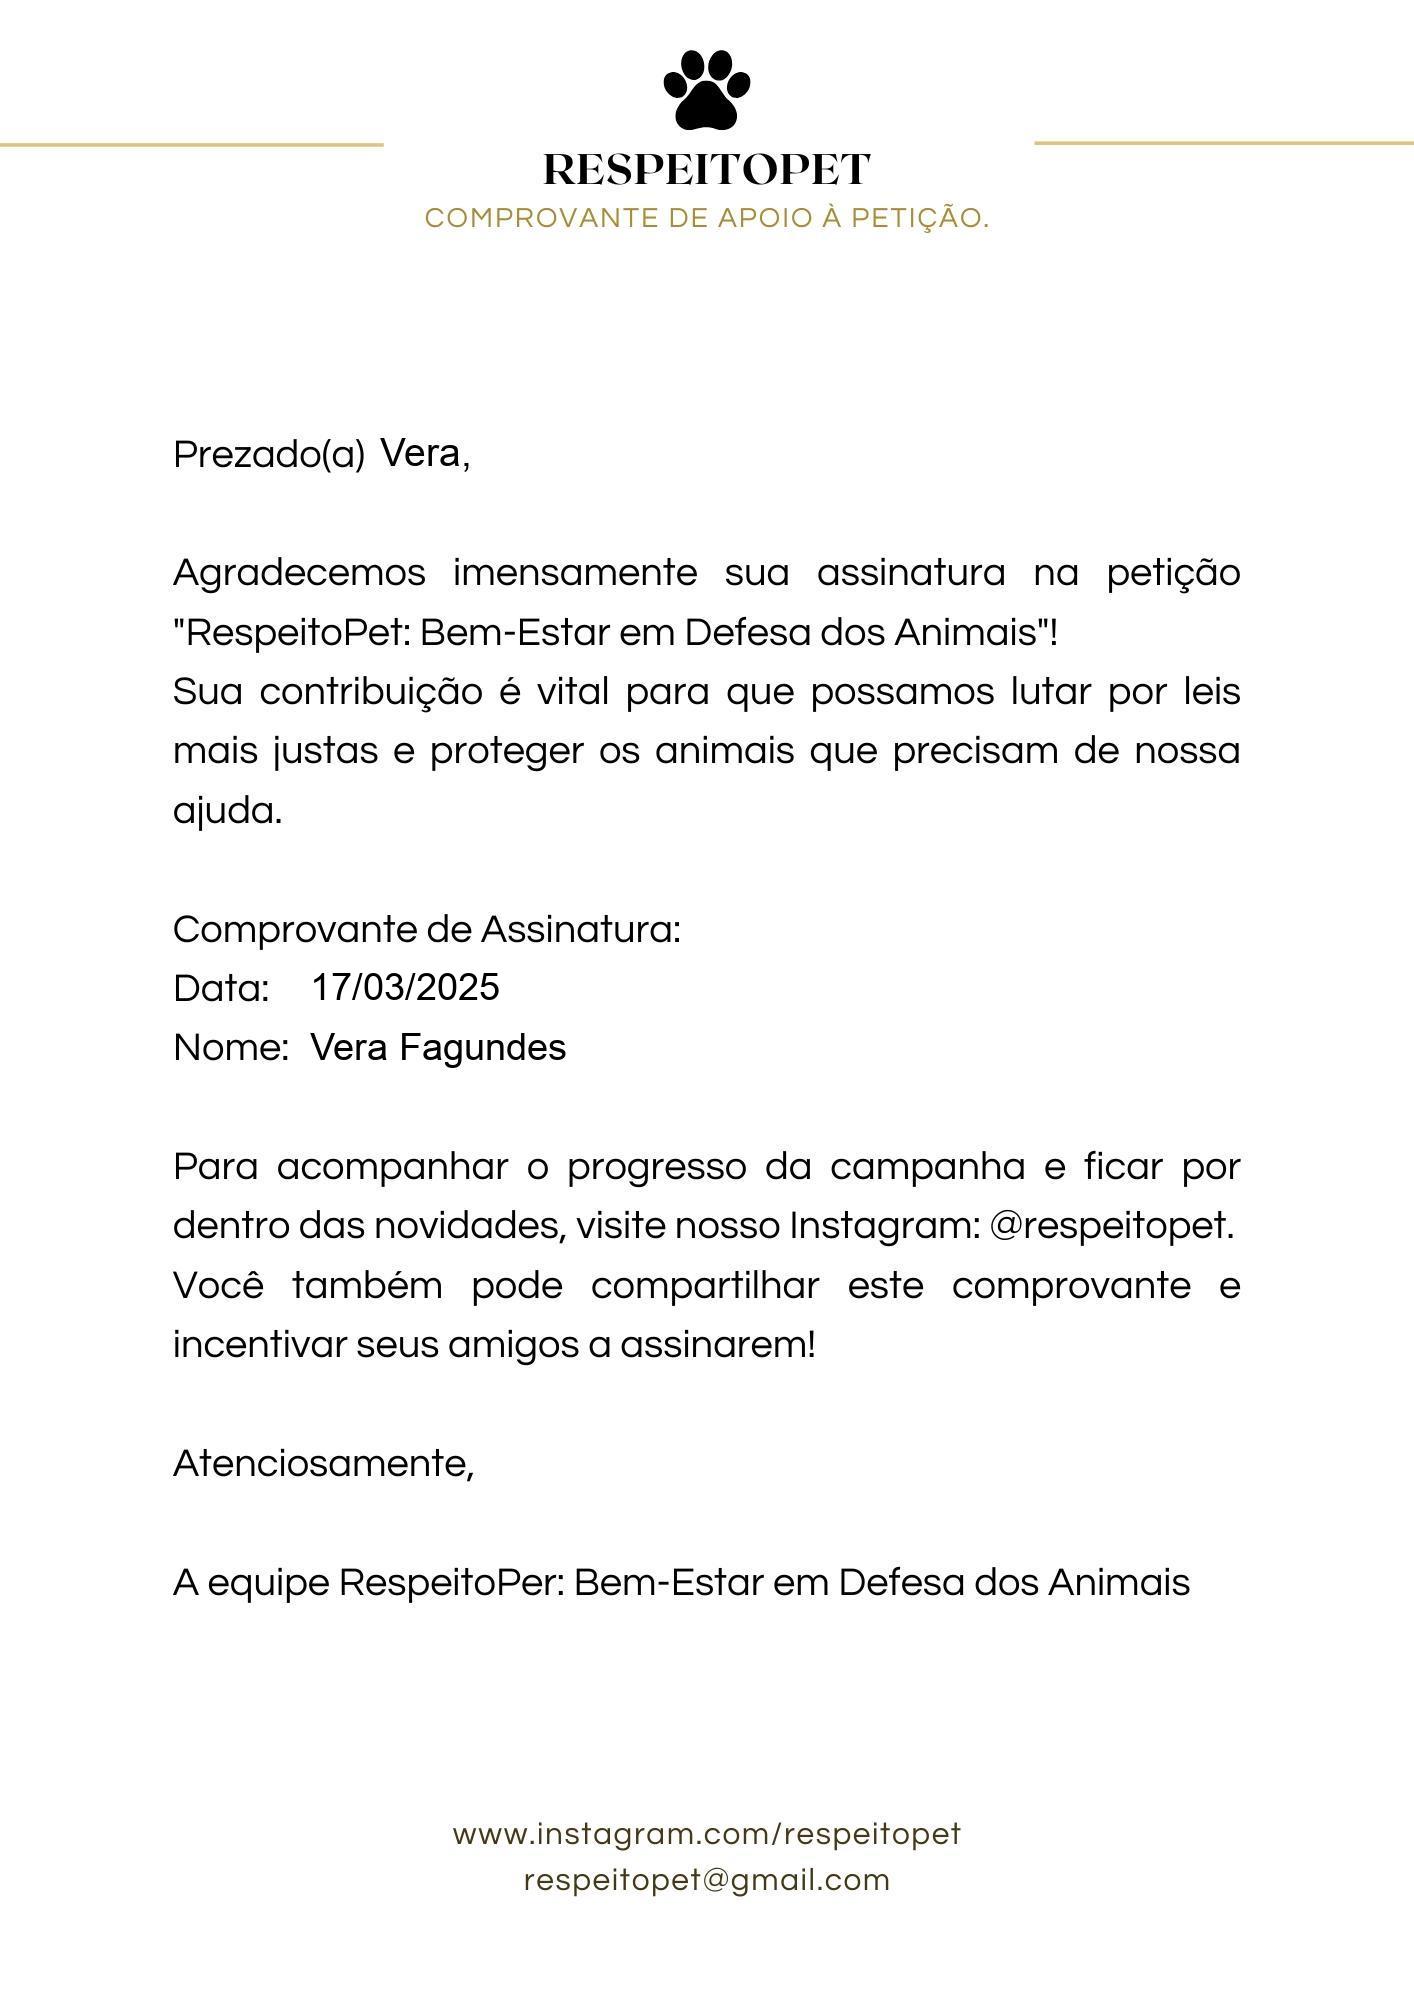 RESPEITOPET
COMPROVANTE DE APOIO À PETIÇÃO.
Prezado(a) Vera,
Agradecemos imensamente sua assinatura na petição
"RespeitoPet: Bem-Estar em Defesa dos Animais"!
Sua contribuição é vital para que possamos lutar por leis
mais justas e proteger os animais que precisam de nossa
ajuda.
Comprovante de Assinatura:
Data: 17/03/2025
Nome: Vera Fagundes
Para acompanhar o progresso da campanha e ficar por
dentro das novidades, visite nosso Instagram: @respeitopet.
Você também pode compartilhar este comprovante e
incentivar seus amigos a assinarem!
Atenciosamente,
A equipe RespeitoPer: Bem-Estar em Defesa dos Animais
www.instagram.com/respeitopet
respeitopet@gmail.com